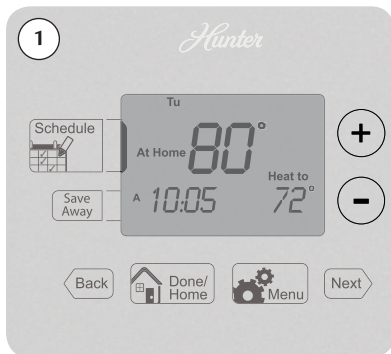 1
Hunter
Tu
Schedule
80°
At Home
Heat to
Save
Away
A 10:05 72°
+
-
Back
Done/
Home
Menu
Next